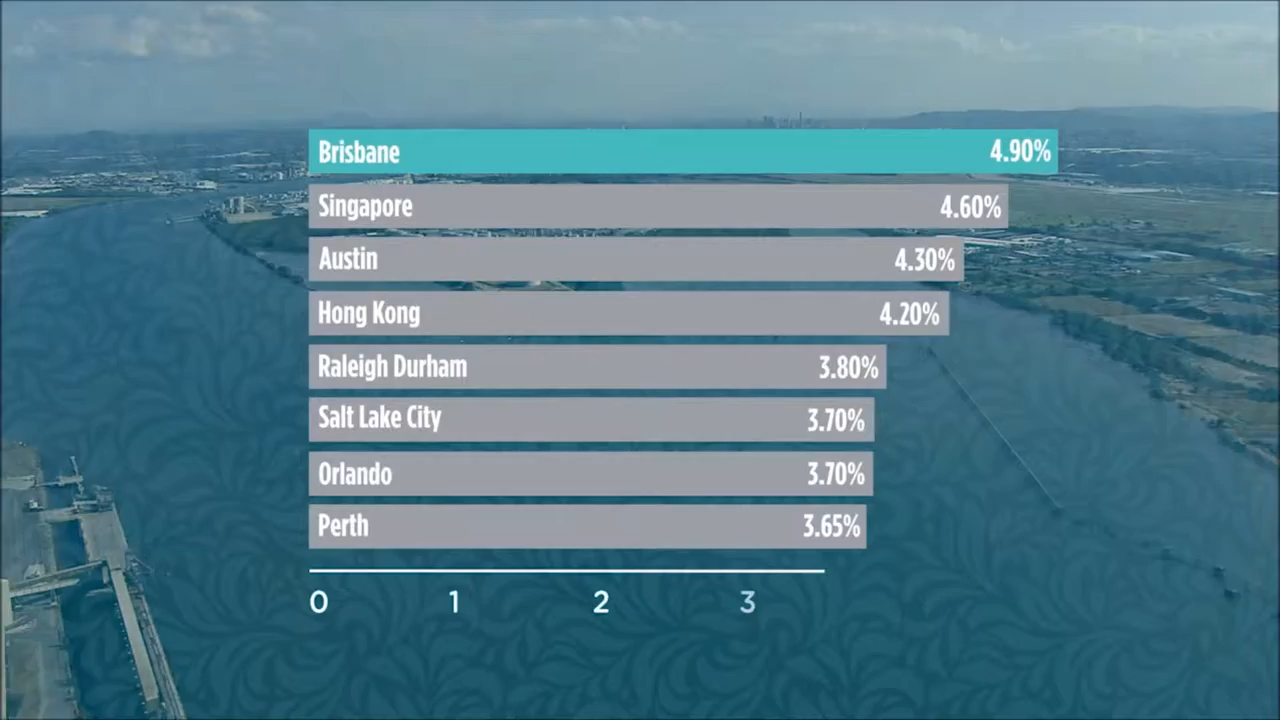 Brisbane 4.90%
Singapore 4.60%
Austin 4.30%
Hong Kong 4.20%
Raleigh Durham 3.80%
Salt Lake City 3.70%
Orlando 3.70%
Perth 3.65%
0 1 2 3